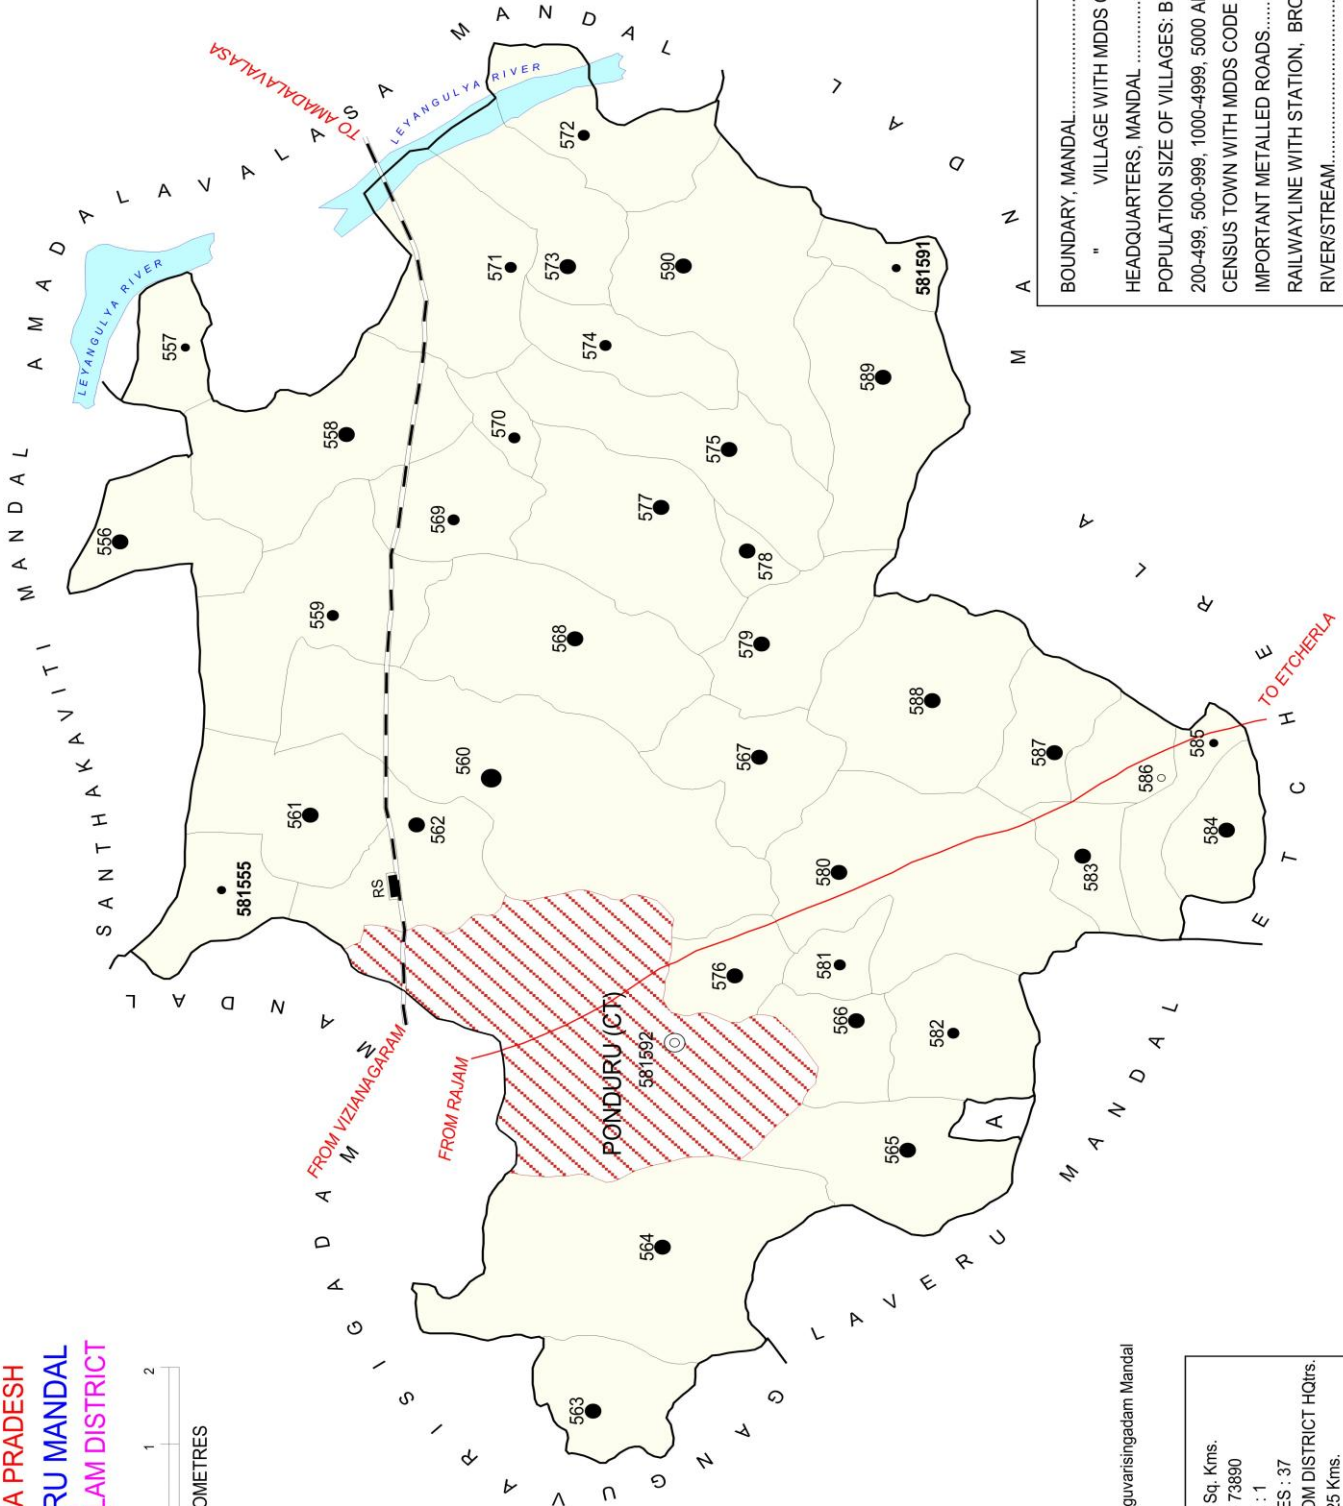 A PRADESH
RU MANDAL
LAM DISTRICT
1 2
OMETRES
SANTHAKAVITI MANDAL
AMADALAVALASA MANDAL
ETCHERLA MANDAL
LAVERU MANDAL
GANGUVARISIGADAM MANDAL
LEYANGULYA RIVER
LEYANGULYA RIVER
TO AMADALAVALASA
FROM VIZIANAGARAM
FROM RAJAM
TO ETCHERLA
RS
PONDURU (CT)
581592
581555
556
557
558
559
560
561
562
563
564
565
566
567
568
569
570
571
572
573
574
575
576
577
578
579
580
581
582
583
584
585
586
587
588
589
590
581591
A
BOUNDARY, MANDAL
" VILLAGE WITH MDDS
HEADQUARTERS, MANDAL
POPULATION SIZE OF VILLAGES: B
200-499, 500-999, 1000-4999, 5000 A
CENSUS TOWN WITH MDDS CODE
IMPORTANT METALLED ROADS
RAILWAYLINE WITH STATION, BRO
RIVER/STREAM
guvarisingadam Mandal
Sq. Kms.
73890
: 1
ES : 37
OM DISTRICT HQtrs.
25 Kms.